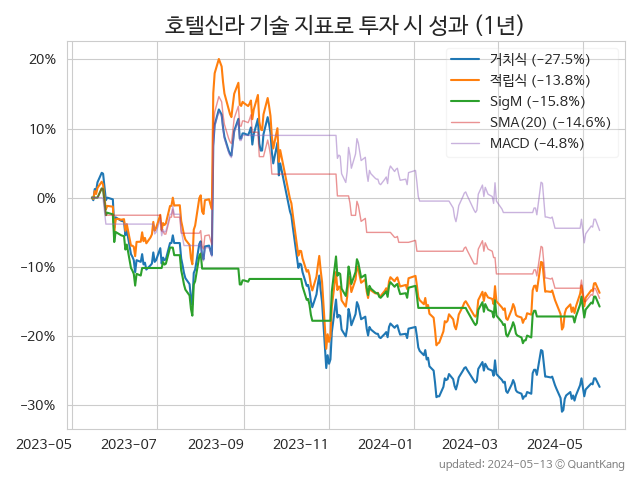 호텔신라 기술 지표로 투자 시 성과 (1년)
거치식 (−27.5%)
적립식 (−13.8%)
SigM (−15.8%)
SMA(20) (−14.6%)
MACD (−4.8%)
20%
10%
0%
−10%
−20%
−30%
2023-05 2023-07 2023-09 2023-11 2024-01 2024-03 2024-05
updated: 2024-05-13 © QuantKang